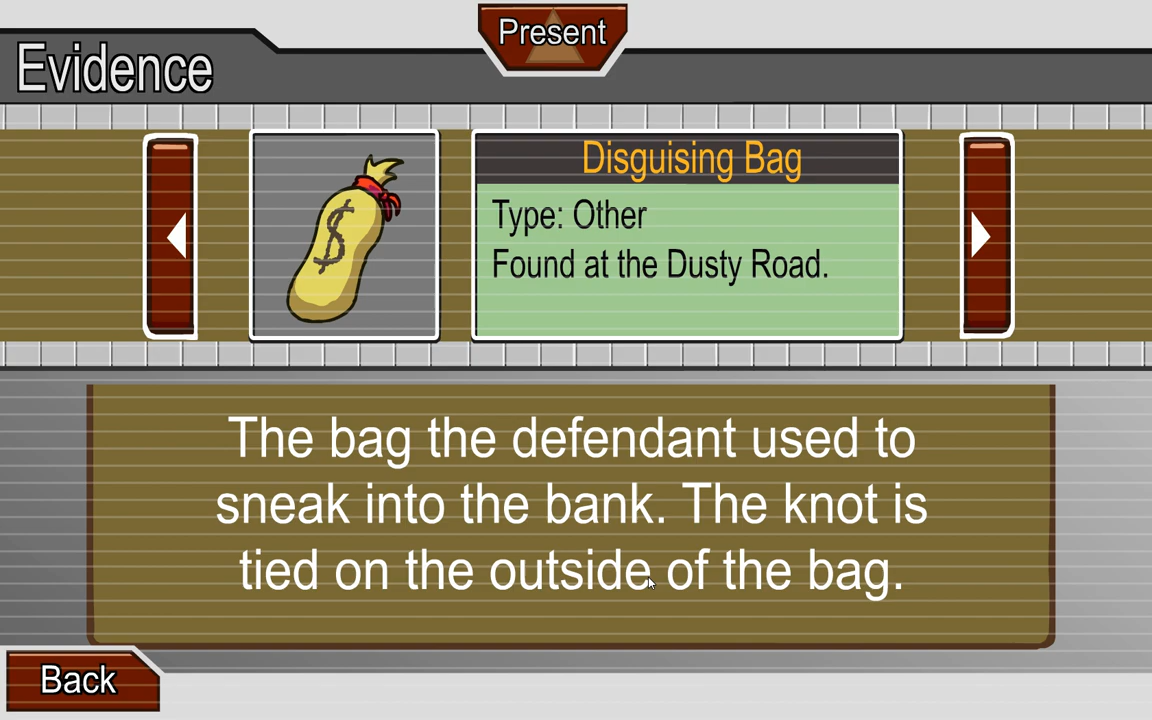 Present
Evidence
Disguising Bag
Type: Other
Found at the Dusty Road.
$
The bag the defendant used to
sneak into the bank. The knot is
tied on the outside of the bag.
Back